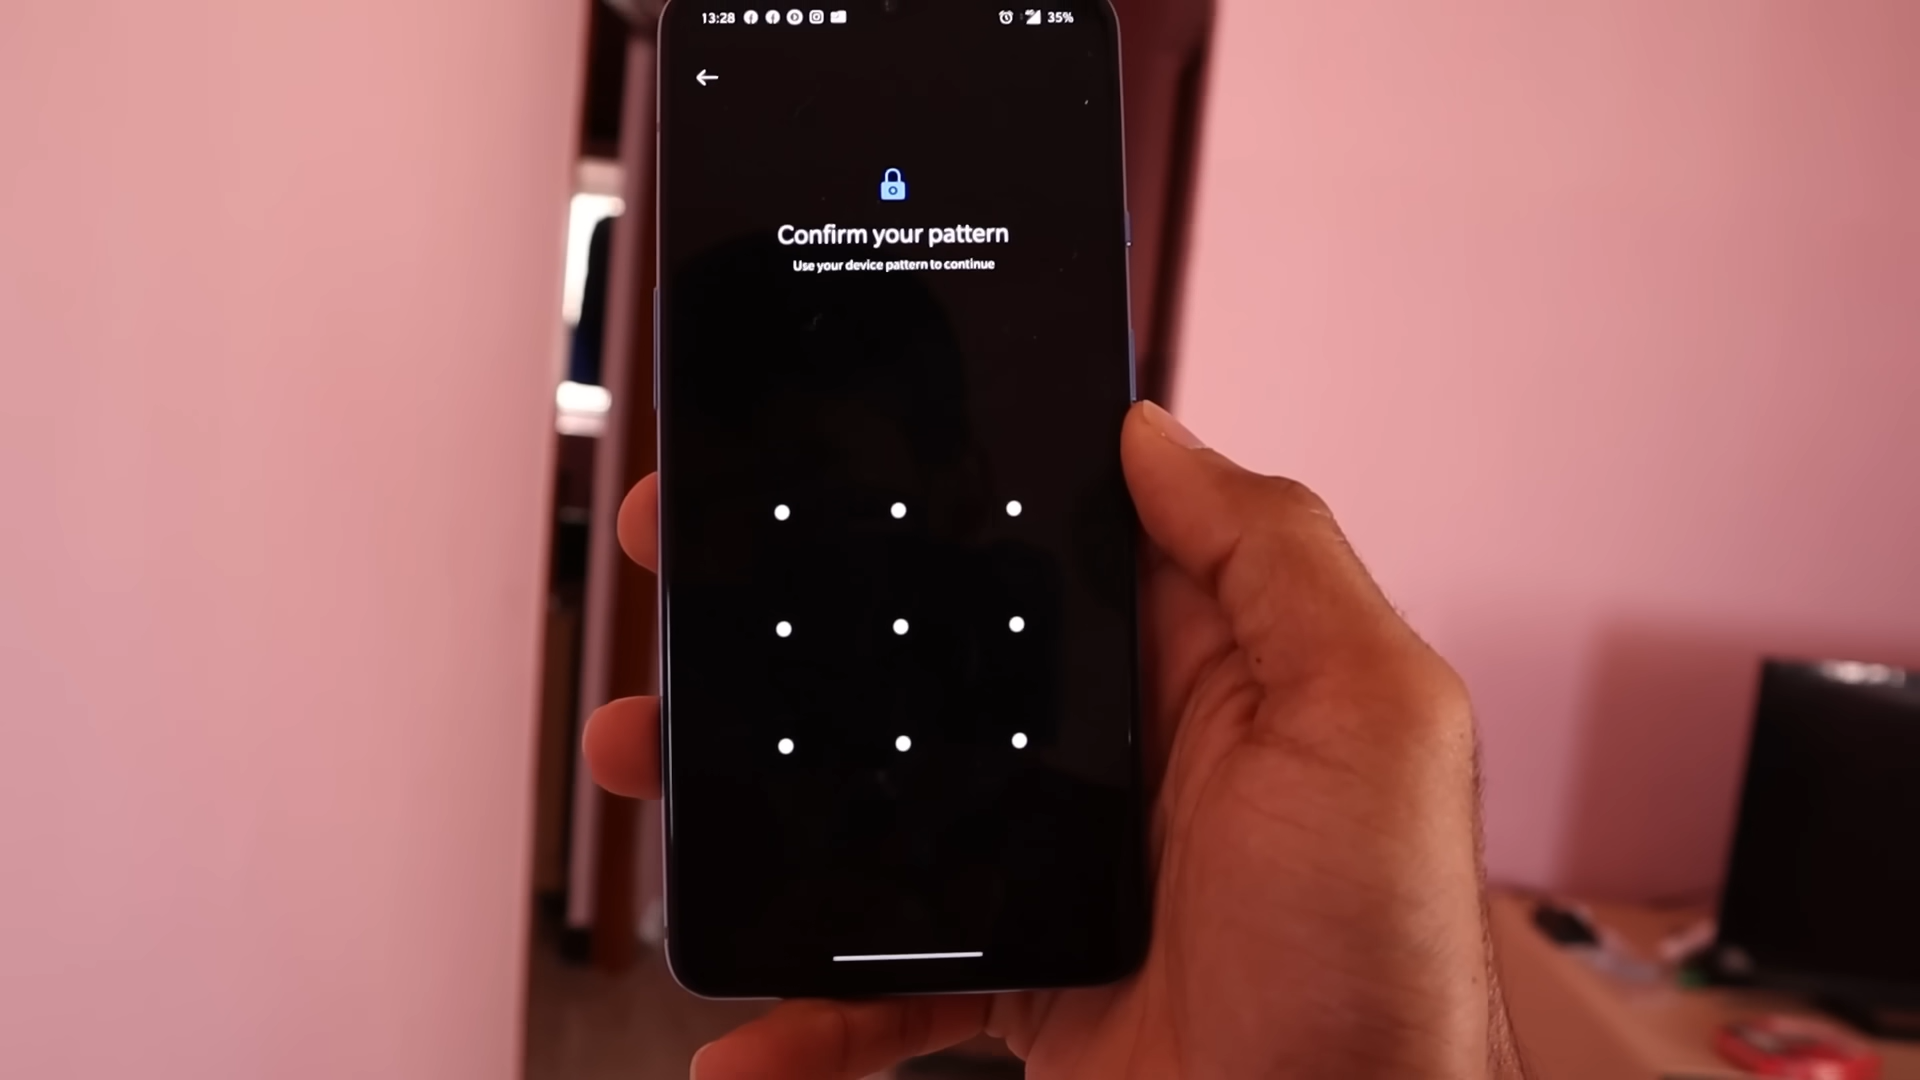 13:28 35%
Confirm your pattern
Use your device pattern to continue